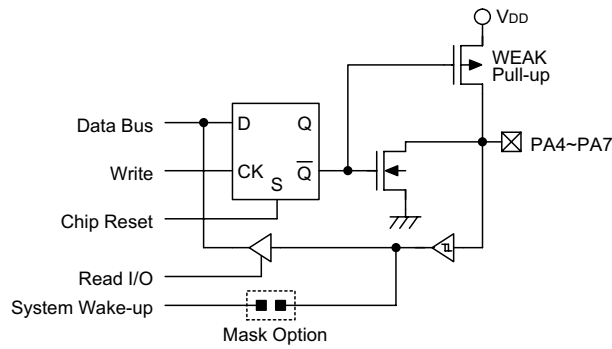 VDD
WEAK
Pull-up
Data Bus
D
Q
PA4~PA7
Write
CK
Q̅
S
Chip Reset
Read I/O
System Wake-up
Mask Option